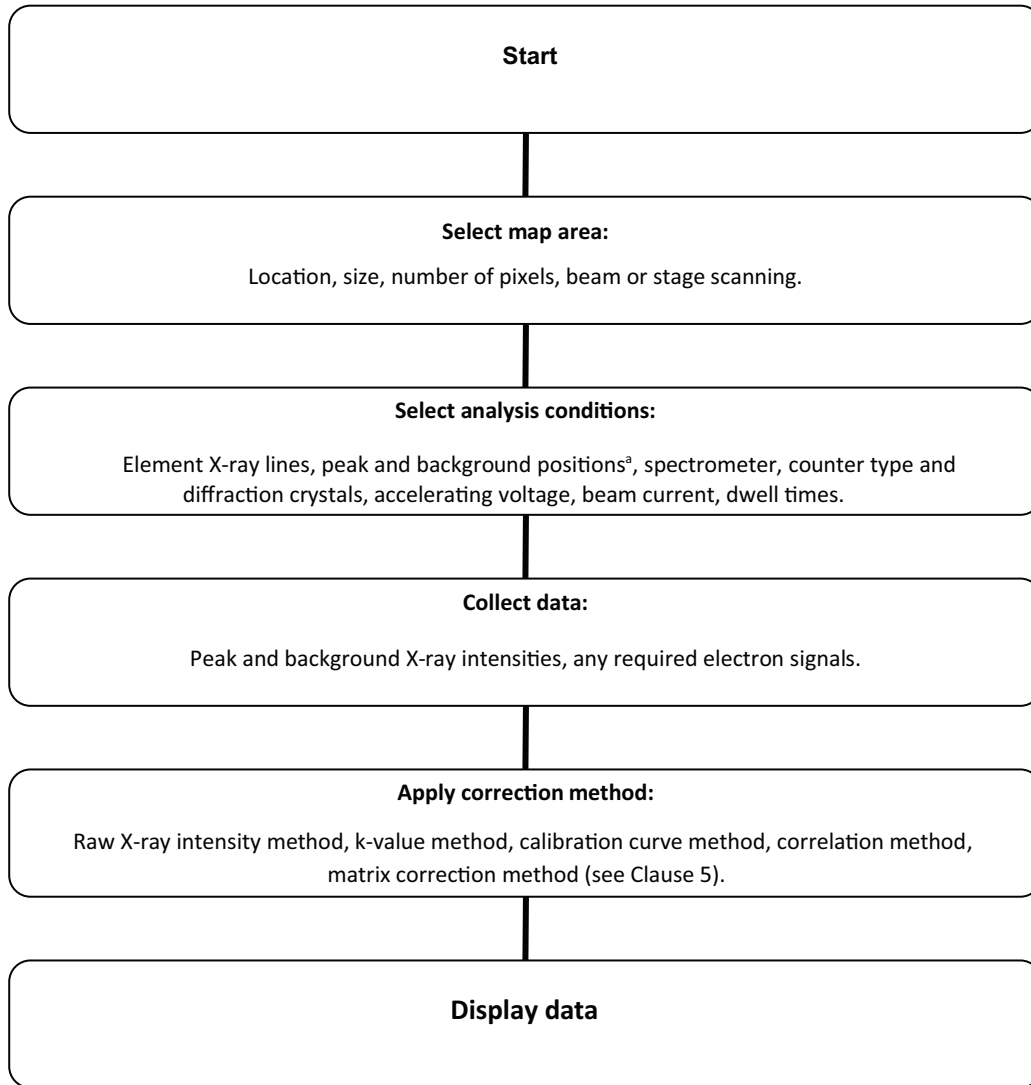 Start
Select map area:
Location, size, number of pixels, beam or stage scanning.
Select analysis conditions:
Element X-ray lines, peak and background positionsᵃ, spectrometer, counter type and
diffraction crystals, accelerating voltage, beam current, dwell times.
Collect data:
Peak and background X-ray intensities, any required electron signals.
Apply correction method:
Raw X-ray intensity method, k-value method, calibration curve method, correlation method,
matrix correction method (see Clause 5).
Display data